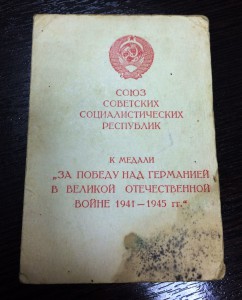 СОЮЗ
СОВЕТСКИХ
СОЦИАЛИСТИЧЕСКИХ
РЕСПУБЛИК
К МЕДАЛИ
„ЗА ПОБЕДУ НАД ГЕРМАНИЕЙ
В ВЕЛИКОЙ ОТЕЧЕСТВЕННОЙ
ВОЙНЕ 1941—1945 гг.“